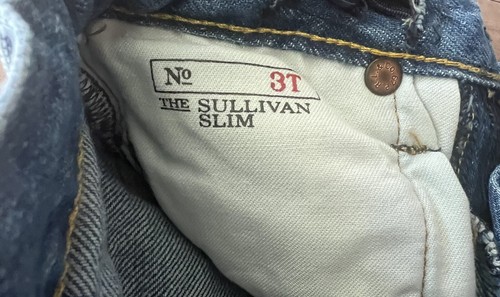 Nº 3T
THE SULLIVAN
SLIM